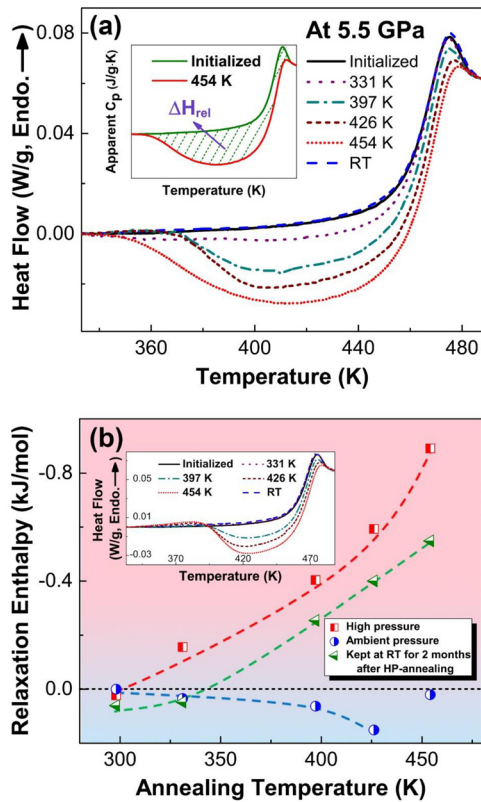 (a)
At 5.5 GPa
Initialized
331 K
397 K
426 K
454 K
RT
Initialized
454 K
ΔH_rel
Apparent C_p (J/g·K)
Temperature (K)
Heat Flow (W/g, Endo.→)
0.08
0.04
0.00
360
400
440
480
Temperature (K)
(b)
Initialized
331 K
397 K
426 K
454 K
RT
Heat Flow
(W/g, Endo.→)
0.05
0.01
-0.03
370
420
470
Temperature (K)
High pressure
Ambient pressure
Kept at RT for 2 months
after HP-annealing
Relaxation Enthalpy (kJ/mol)
-0.8
-0.4
0.0
300
350
400
450
Annealing Temperature (K)